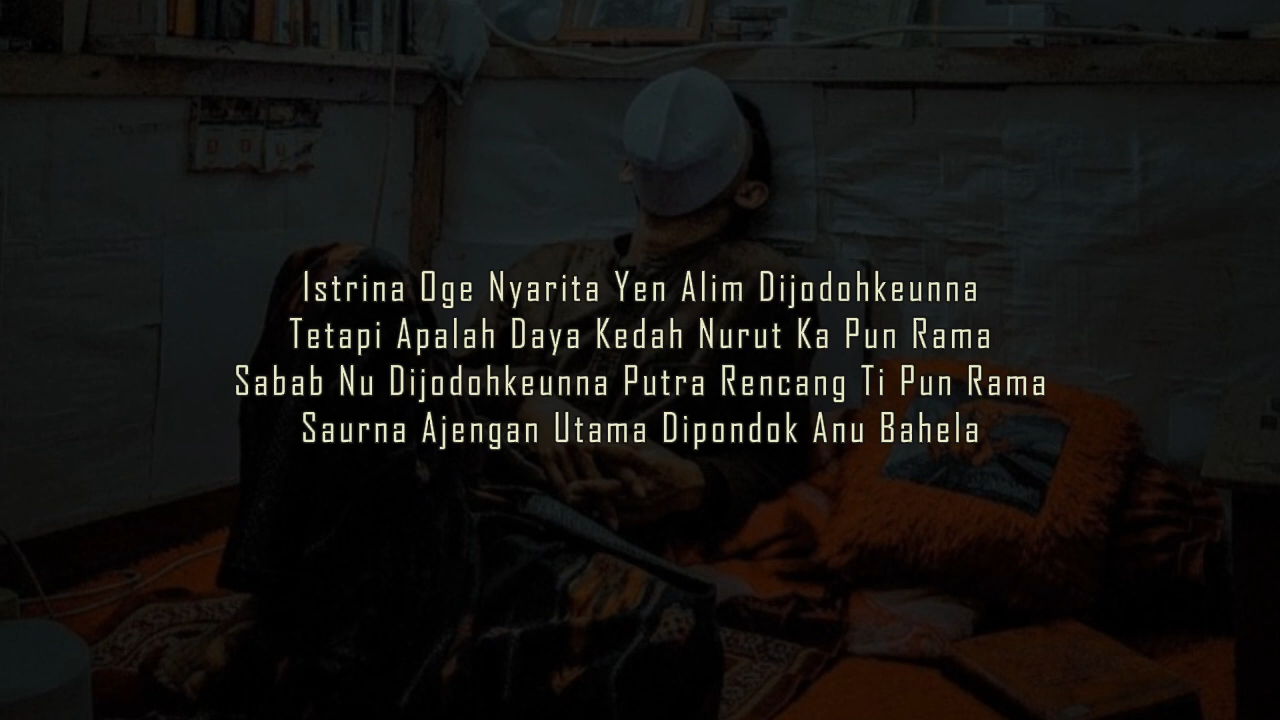 Istrina Oge Nyarita Yen Alim Dijodohkeunna
Tetapi Apalah Daya Kedah Nurut Ka Pun Rama
Sabab Nu Dijodohkeunna Putra Rencang Ti Pun Rama
Saurna Ajengan Utama Dipondok Anu Bahela